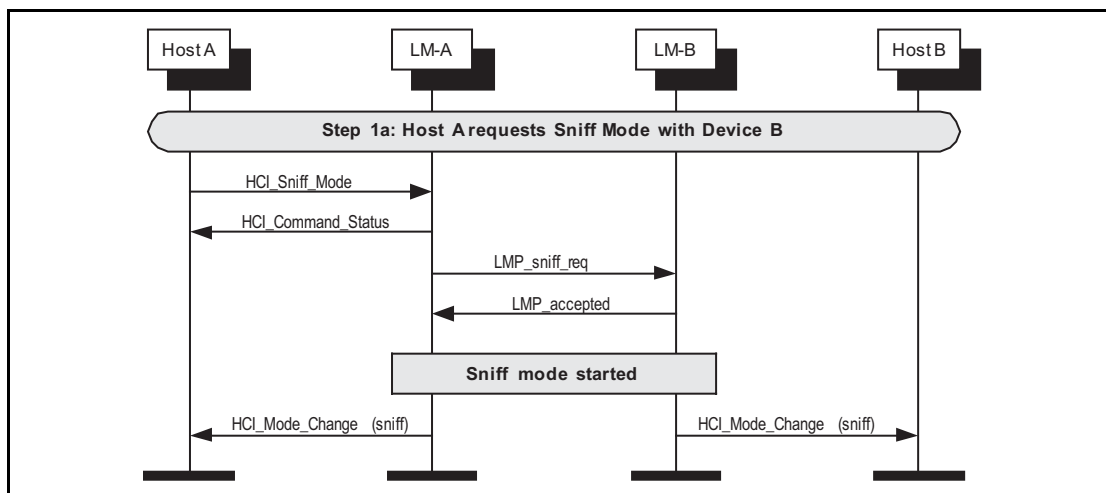 Host A
LM-A
LM-B
Host B
Step 1a: Host A requests Sniff Mode with Device B
HCI_Sniff_Mode
HCI_Command_Status
LMP_sniff_req
LMP_accepted
Sniff mode started
HCI_Mode_Change (sniff)
HCI_Mode_Change (sniff)